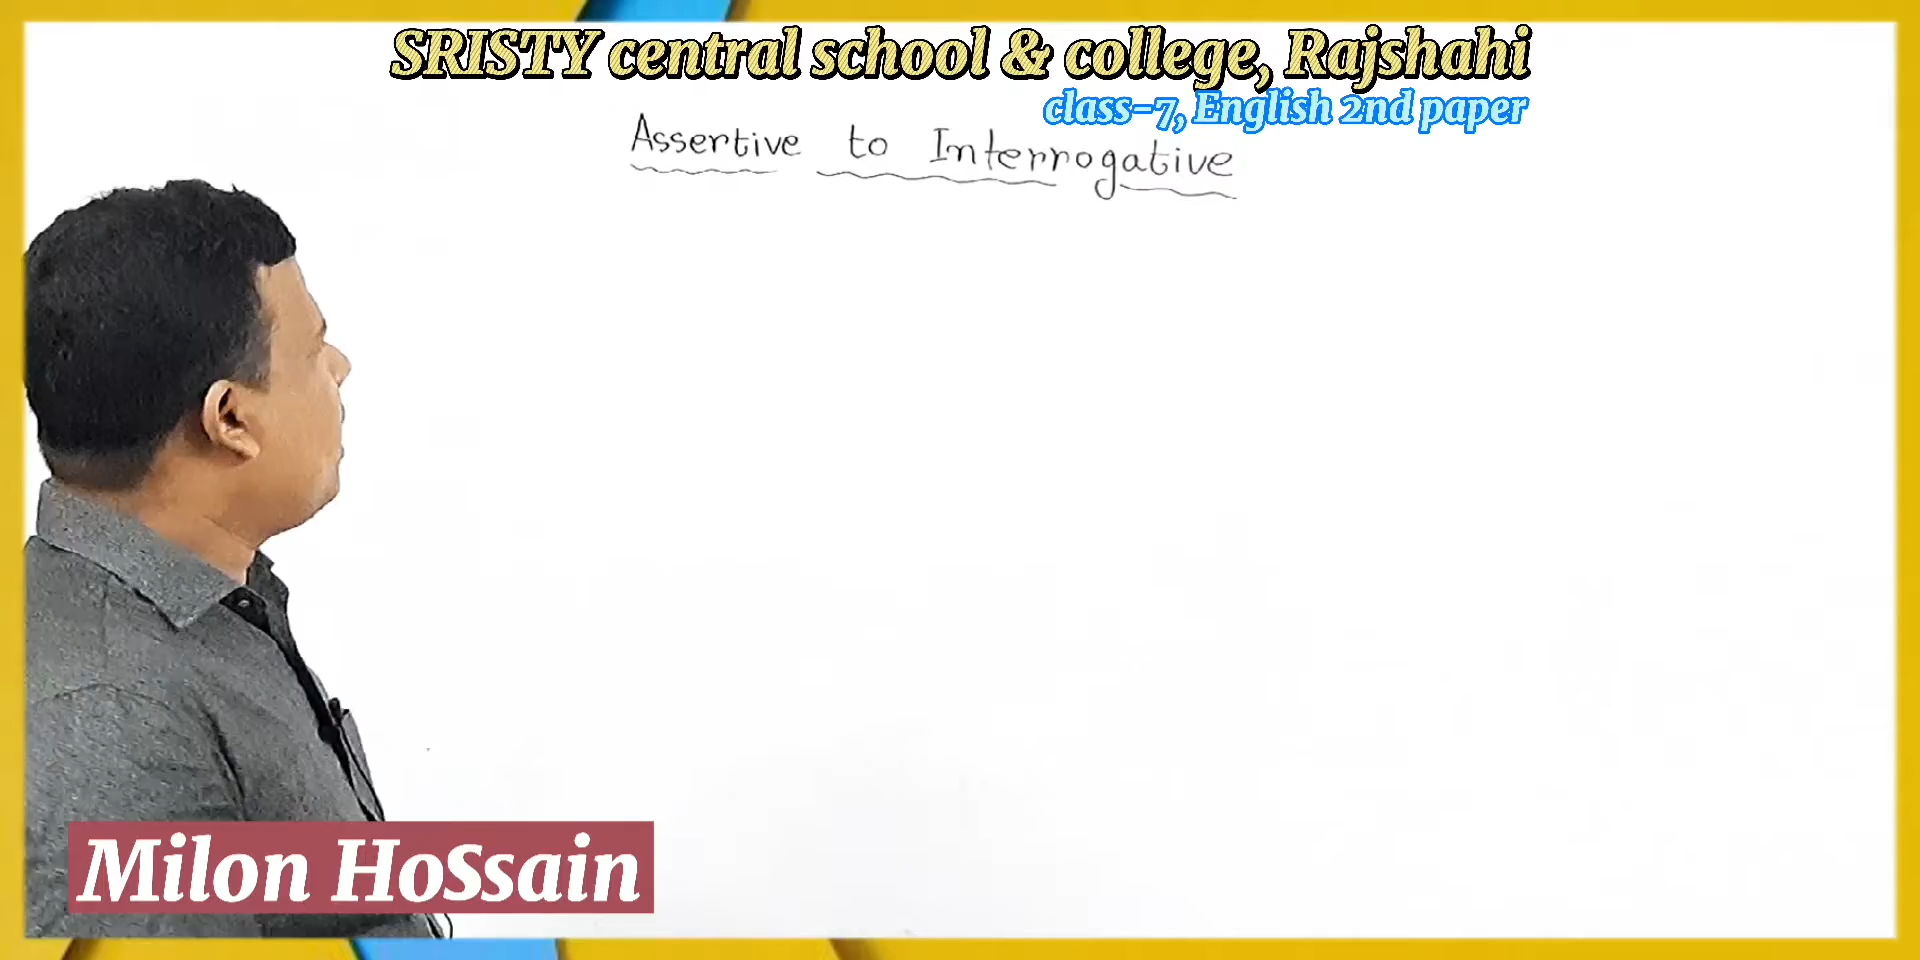 SRISTY central school & college, Rajshahi
class-7, English 2nd paper
Assertive to Interrogative
Milon HoSsain